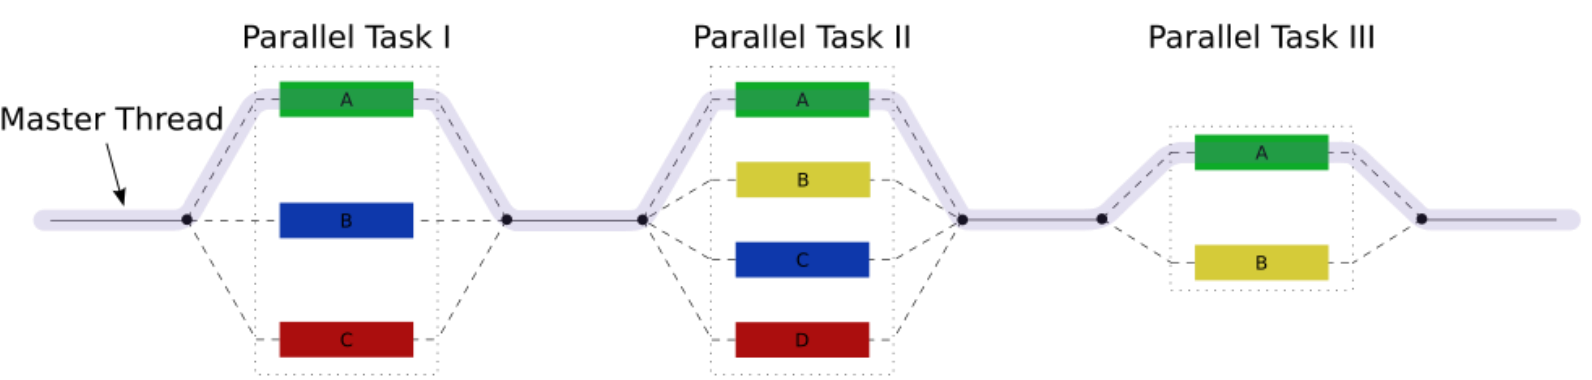 Parallel Task I
Parallel Task II
Parallel Task III
Master Thread
A
B
C
A
B
C
D
A
B